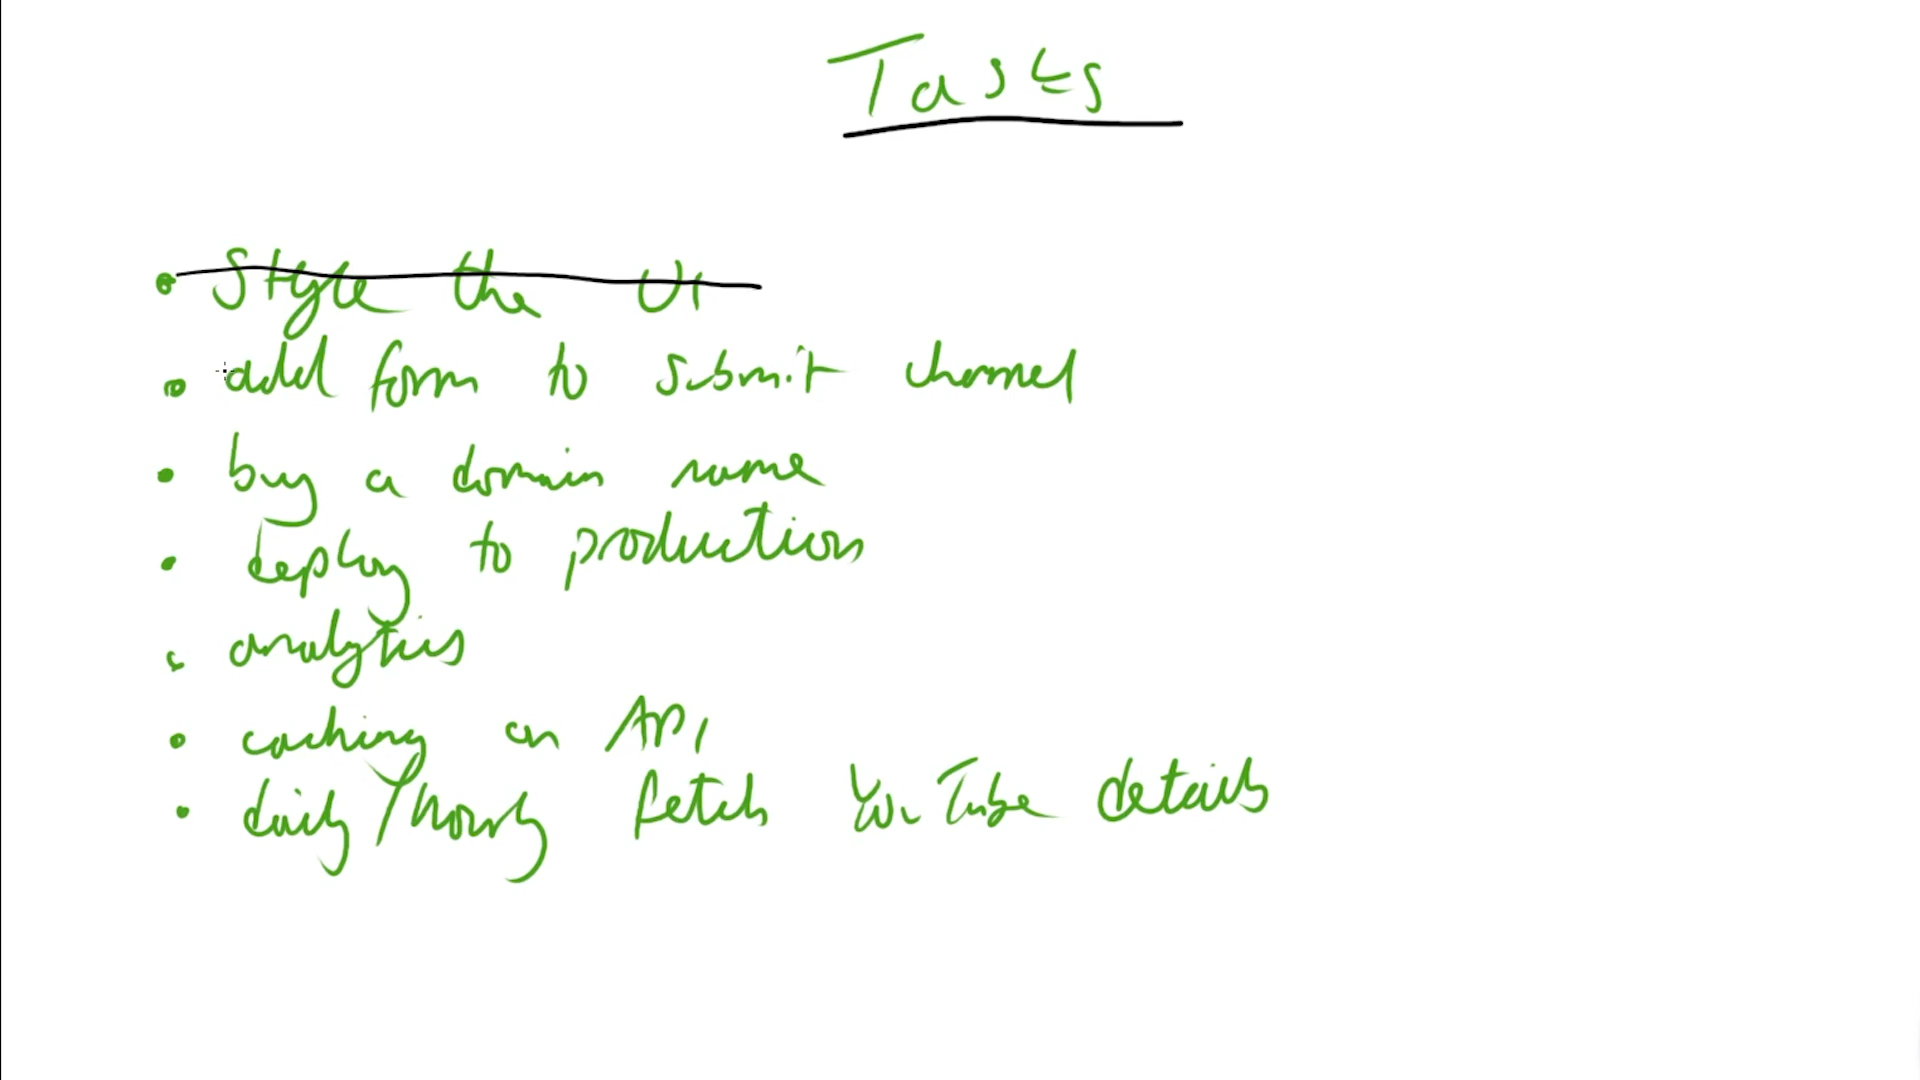 Tasks
Style the UI
add form to submit channel
buy a domain name
deploy to production
analytics
caching on API
daily/hourly fetch YouTube details